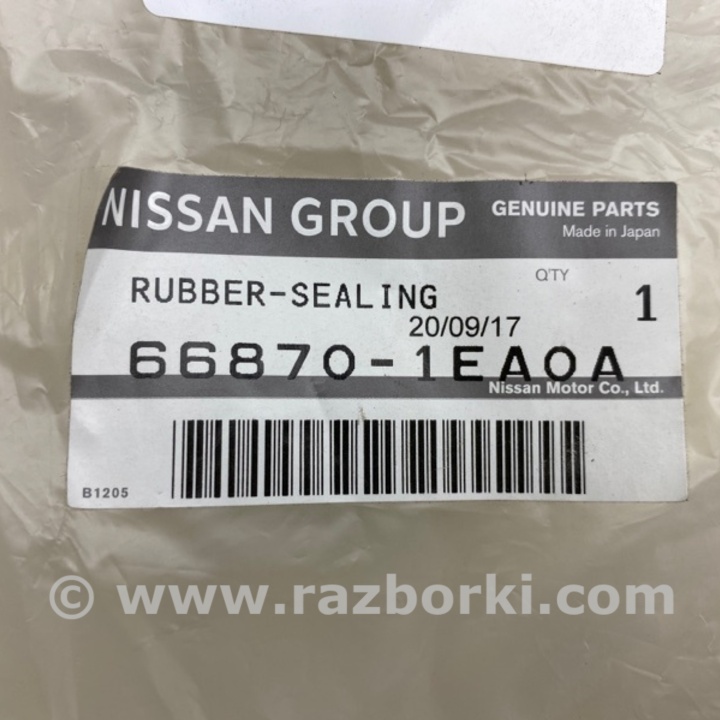 NISSAN GROUP
GENUINE PARTS
Made in Japan
RUBBER-SEALING
Q'TY
1
20/09/17
66870-1EA0A
Nissan Motor Co., Ltd.
B1205
© www.razborki.com